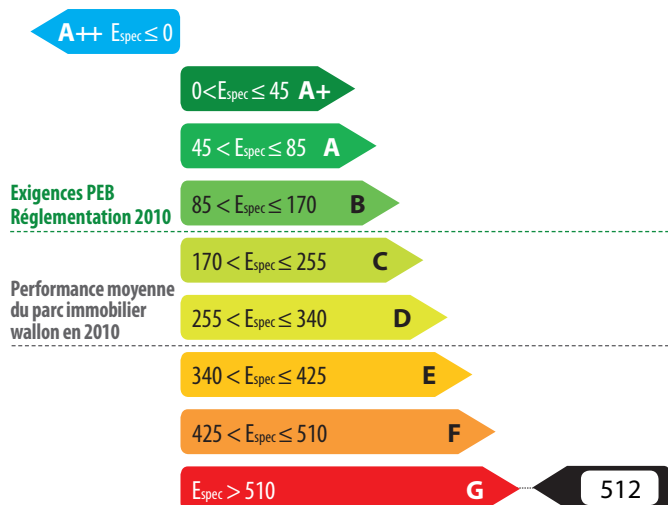 A++ Espec ≤ 0
0<Espec ≤ 45 A+
45 < Espec ≤ 85 A
Exigences PEB
Réglementation 2010
85 < Espec ≤ 170 B
170 < Espec ≤ 255 C
Performance moyenne
du parc immobilier
wallon en 2010
255 < Espec ≤ 340 D
340 < Espec ≤ 425 E
425 < Espec ≤ 510 F
Espec > 510 G 512